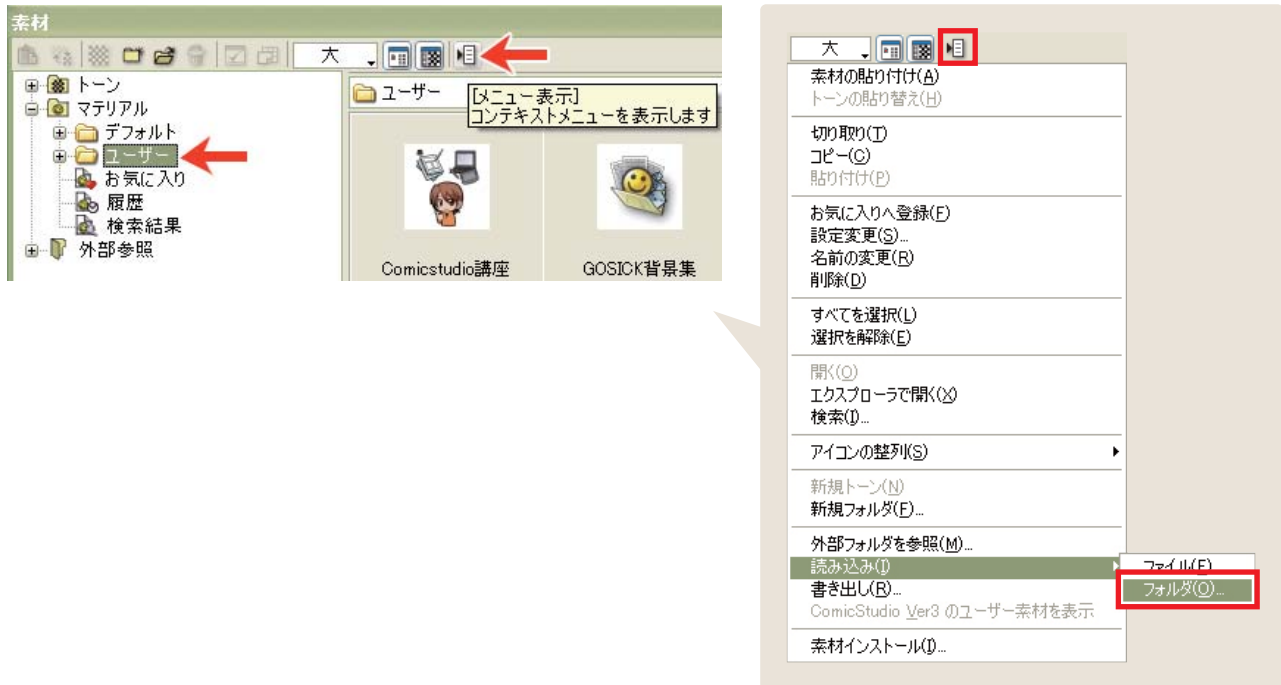 素材
大
トーン
マテリアル
デフォルト
ユーザー
お気に入り
履歴
検索結果
外部参照
ユーザー
[メニュー表示]
コンテキストメニューを表示します
Comicstudio講座
GOSICK背景集
大
素材の貼り付け(A)
トーンの貼り替え(H)
切り取り(T)
コピー(C)
貼り付け(P)
お気に入りへ登録(F)
設定変更(S)...
名前の変更(R)
削除(D)
すべてを選択(L)
選択を解除(E)
開く(O)
エクスプローラで開く(X)
検索(I)...
アイコンの整列(S)
新規トーン(N)
新規フォルダ(F)...
外部フォルダを参照(M)...
読み込み(I)
ファイル(F)...
フォルダ(O)...
書き出し(R)...
ComicStudio Ver3 のユーザー素材を表示
素材インストール(I)...